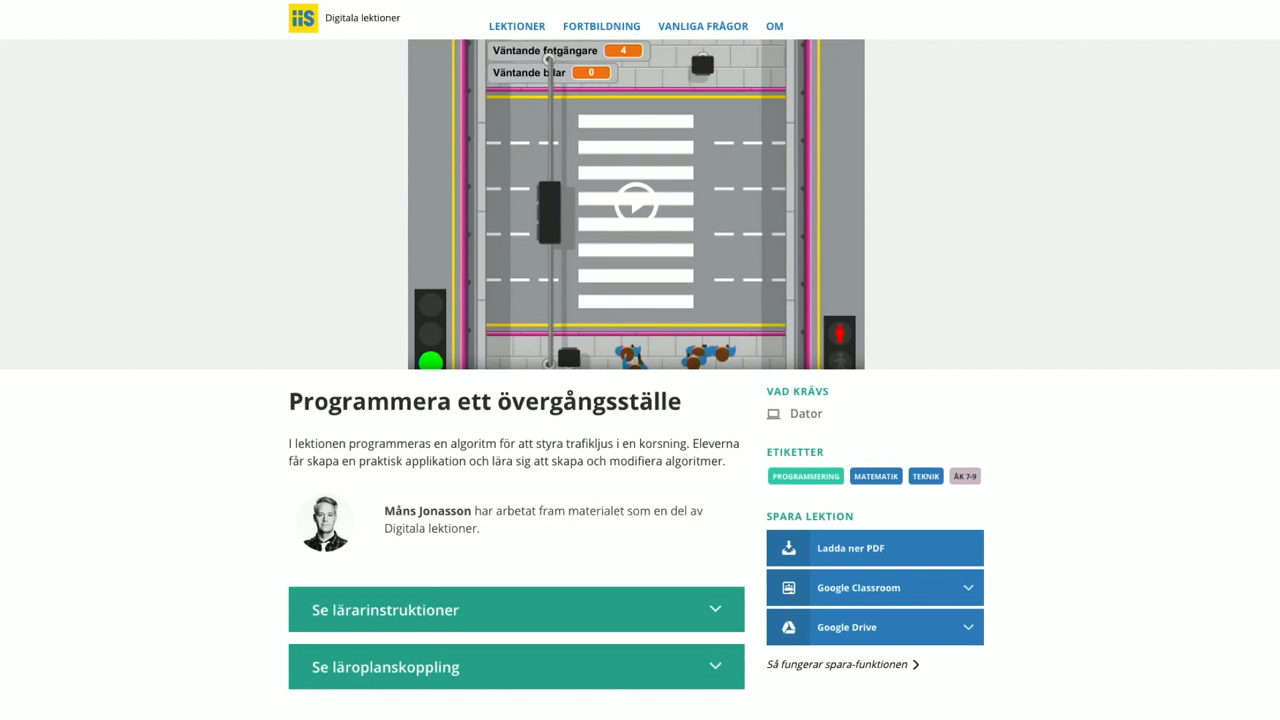 iis Digitala lektioner
LEKTIONER FORTBILDNING VANLIGA FRÅGOR OM
Väntande fotgängare 4
Väntande bilar 0
Programmera ett övergångsställe
I lektionen programmeras en algoritm för att styra trafikljus i en korsning. Eleverna
får skapa en praktisk applikation och lära sig att skapa och modifiera algoritmer.
Måns Jonasson har arbetat fram materialet som en del av
Digitala lektioner.
Se lärarinstruktioner
Se läroplanskoppling
VAD KRÄVS
Dator
ETIKETTER
PROGRAMMERING MATEMATIK TEKNIK ÅK 7-9
SPARA LEKTION
Ladda ner PDF
Google Classroom
Google Drive
Så fungerar spara-funktionen